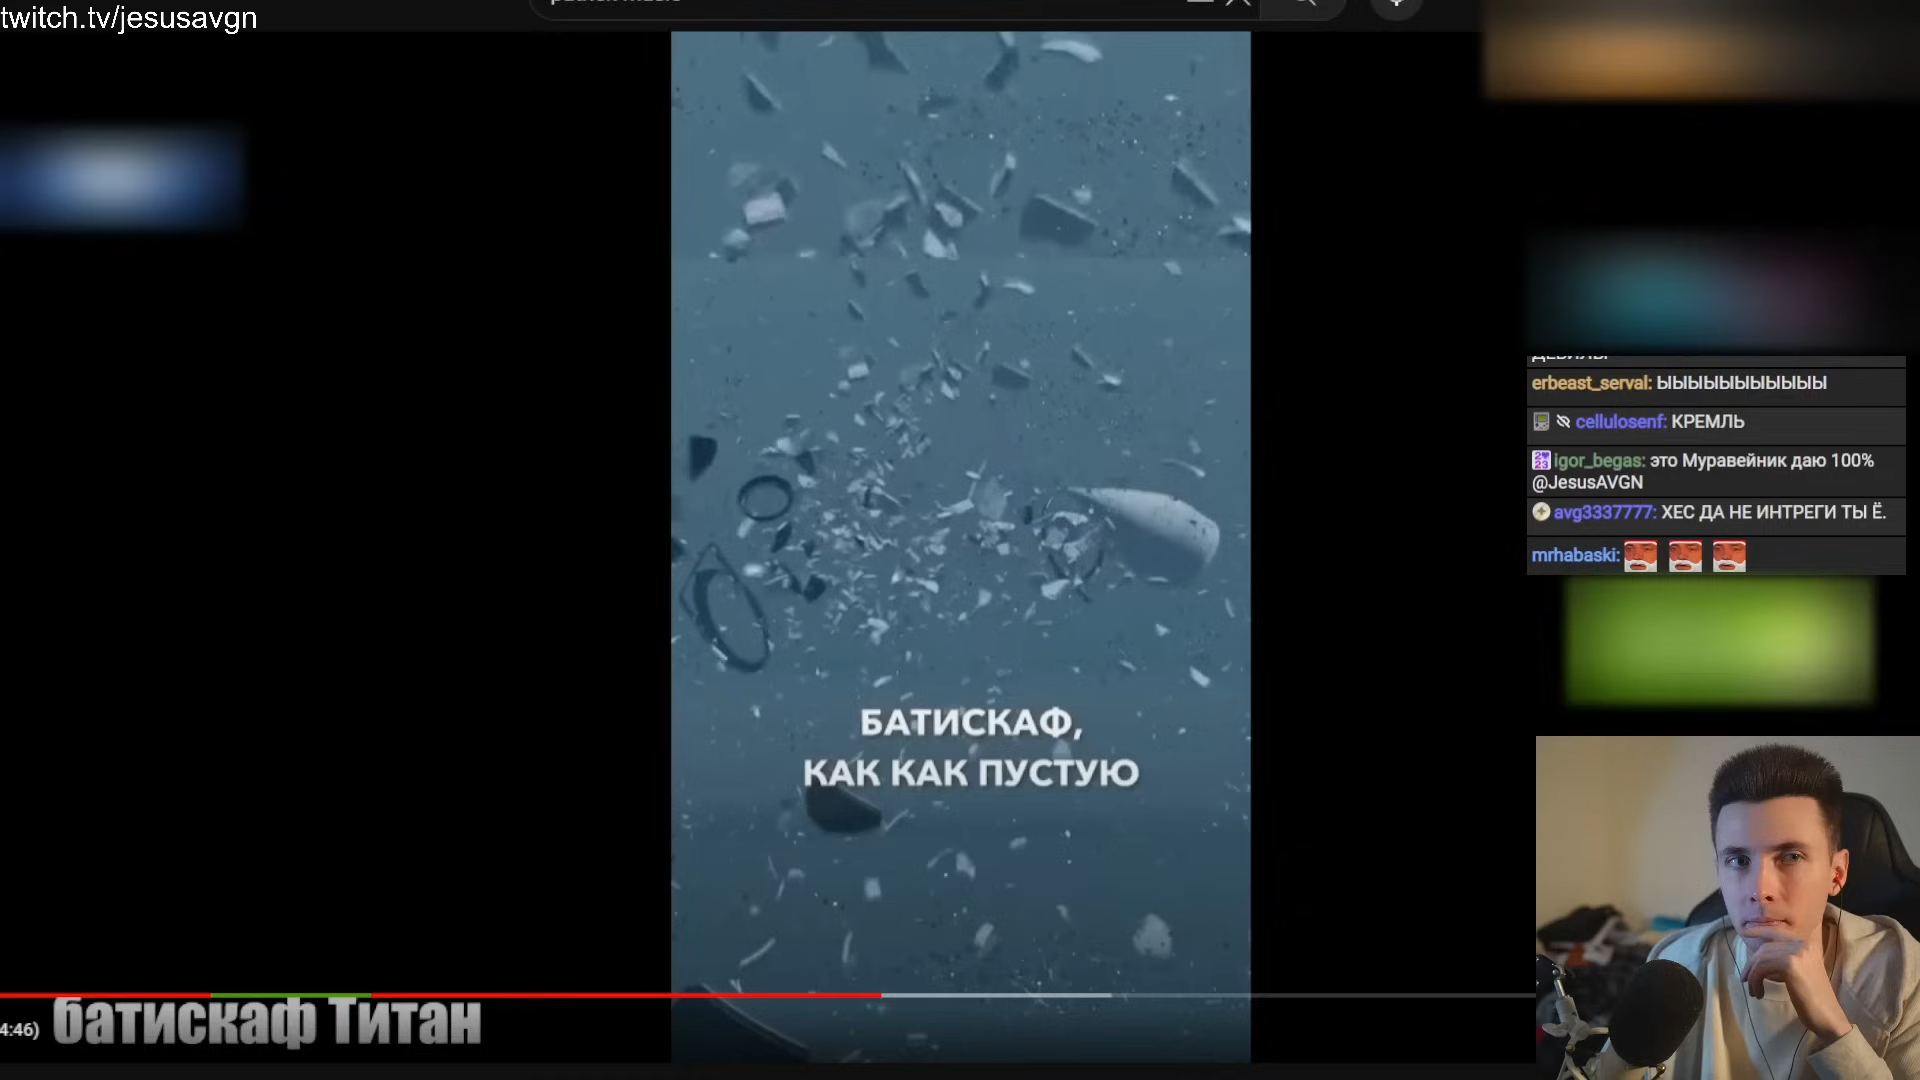 twitch.tv/jesusavgn
erbeast_serval: ЫЫЫЫЫЫЫЫЫЫЫ
cellulosenf: КРЕМЛЬ
igor_begas: это Муравейник даю 100%
@JesusAVGN
avg3337777: ХЕС ДА НЕ ИНТРЕГИ ТЫ Ё.
mrhabaski:
БАТИСКАФ,
КАК КАК ПУСТУЮ
4:46)
батискаф Титан